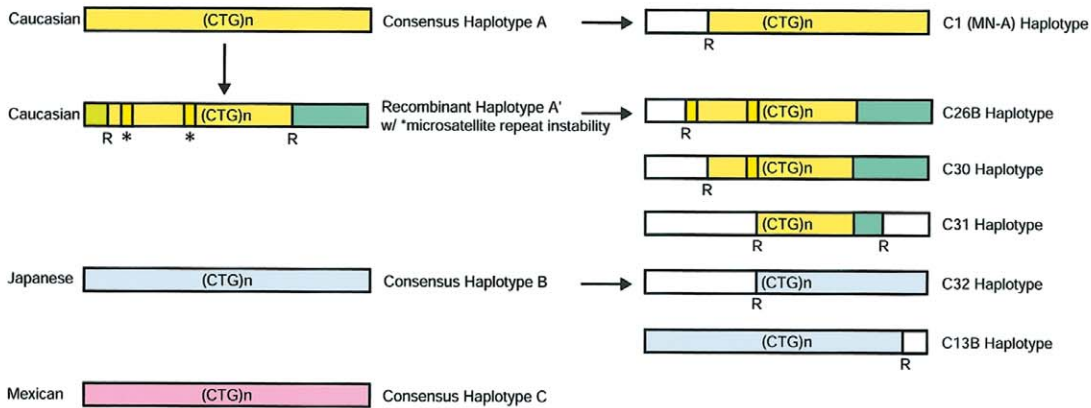 Caucasian (CTG)n Consensus Haplotype A (CTG)n C1 (MN-A) Haplotype
R
Caucasian (CTG)n Recombinant Haplotype A' (CTG)n C26B Haplotype
w/ *microsatellite repeat instability
R * * R R
(CTG)n C30 Haplotype
R
(CTG)n C31 Haplotype
R R
Japanese (CTG)n Consensus Haplotype B (CTG)n C32 Haplotype
R
(CTG)n C13B Haplotype
R
Mexican (CTG)n Consensus Haplotype C